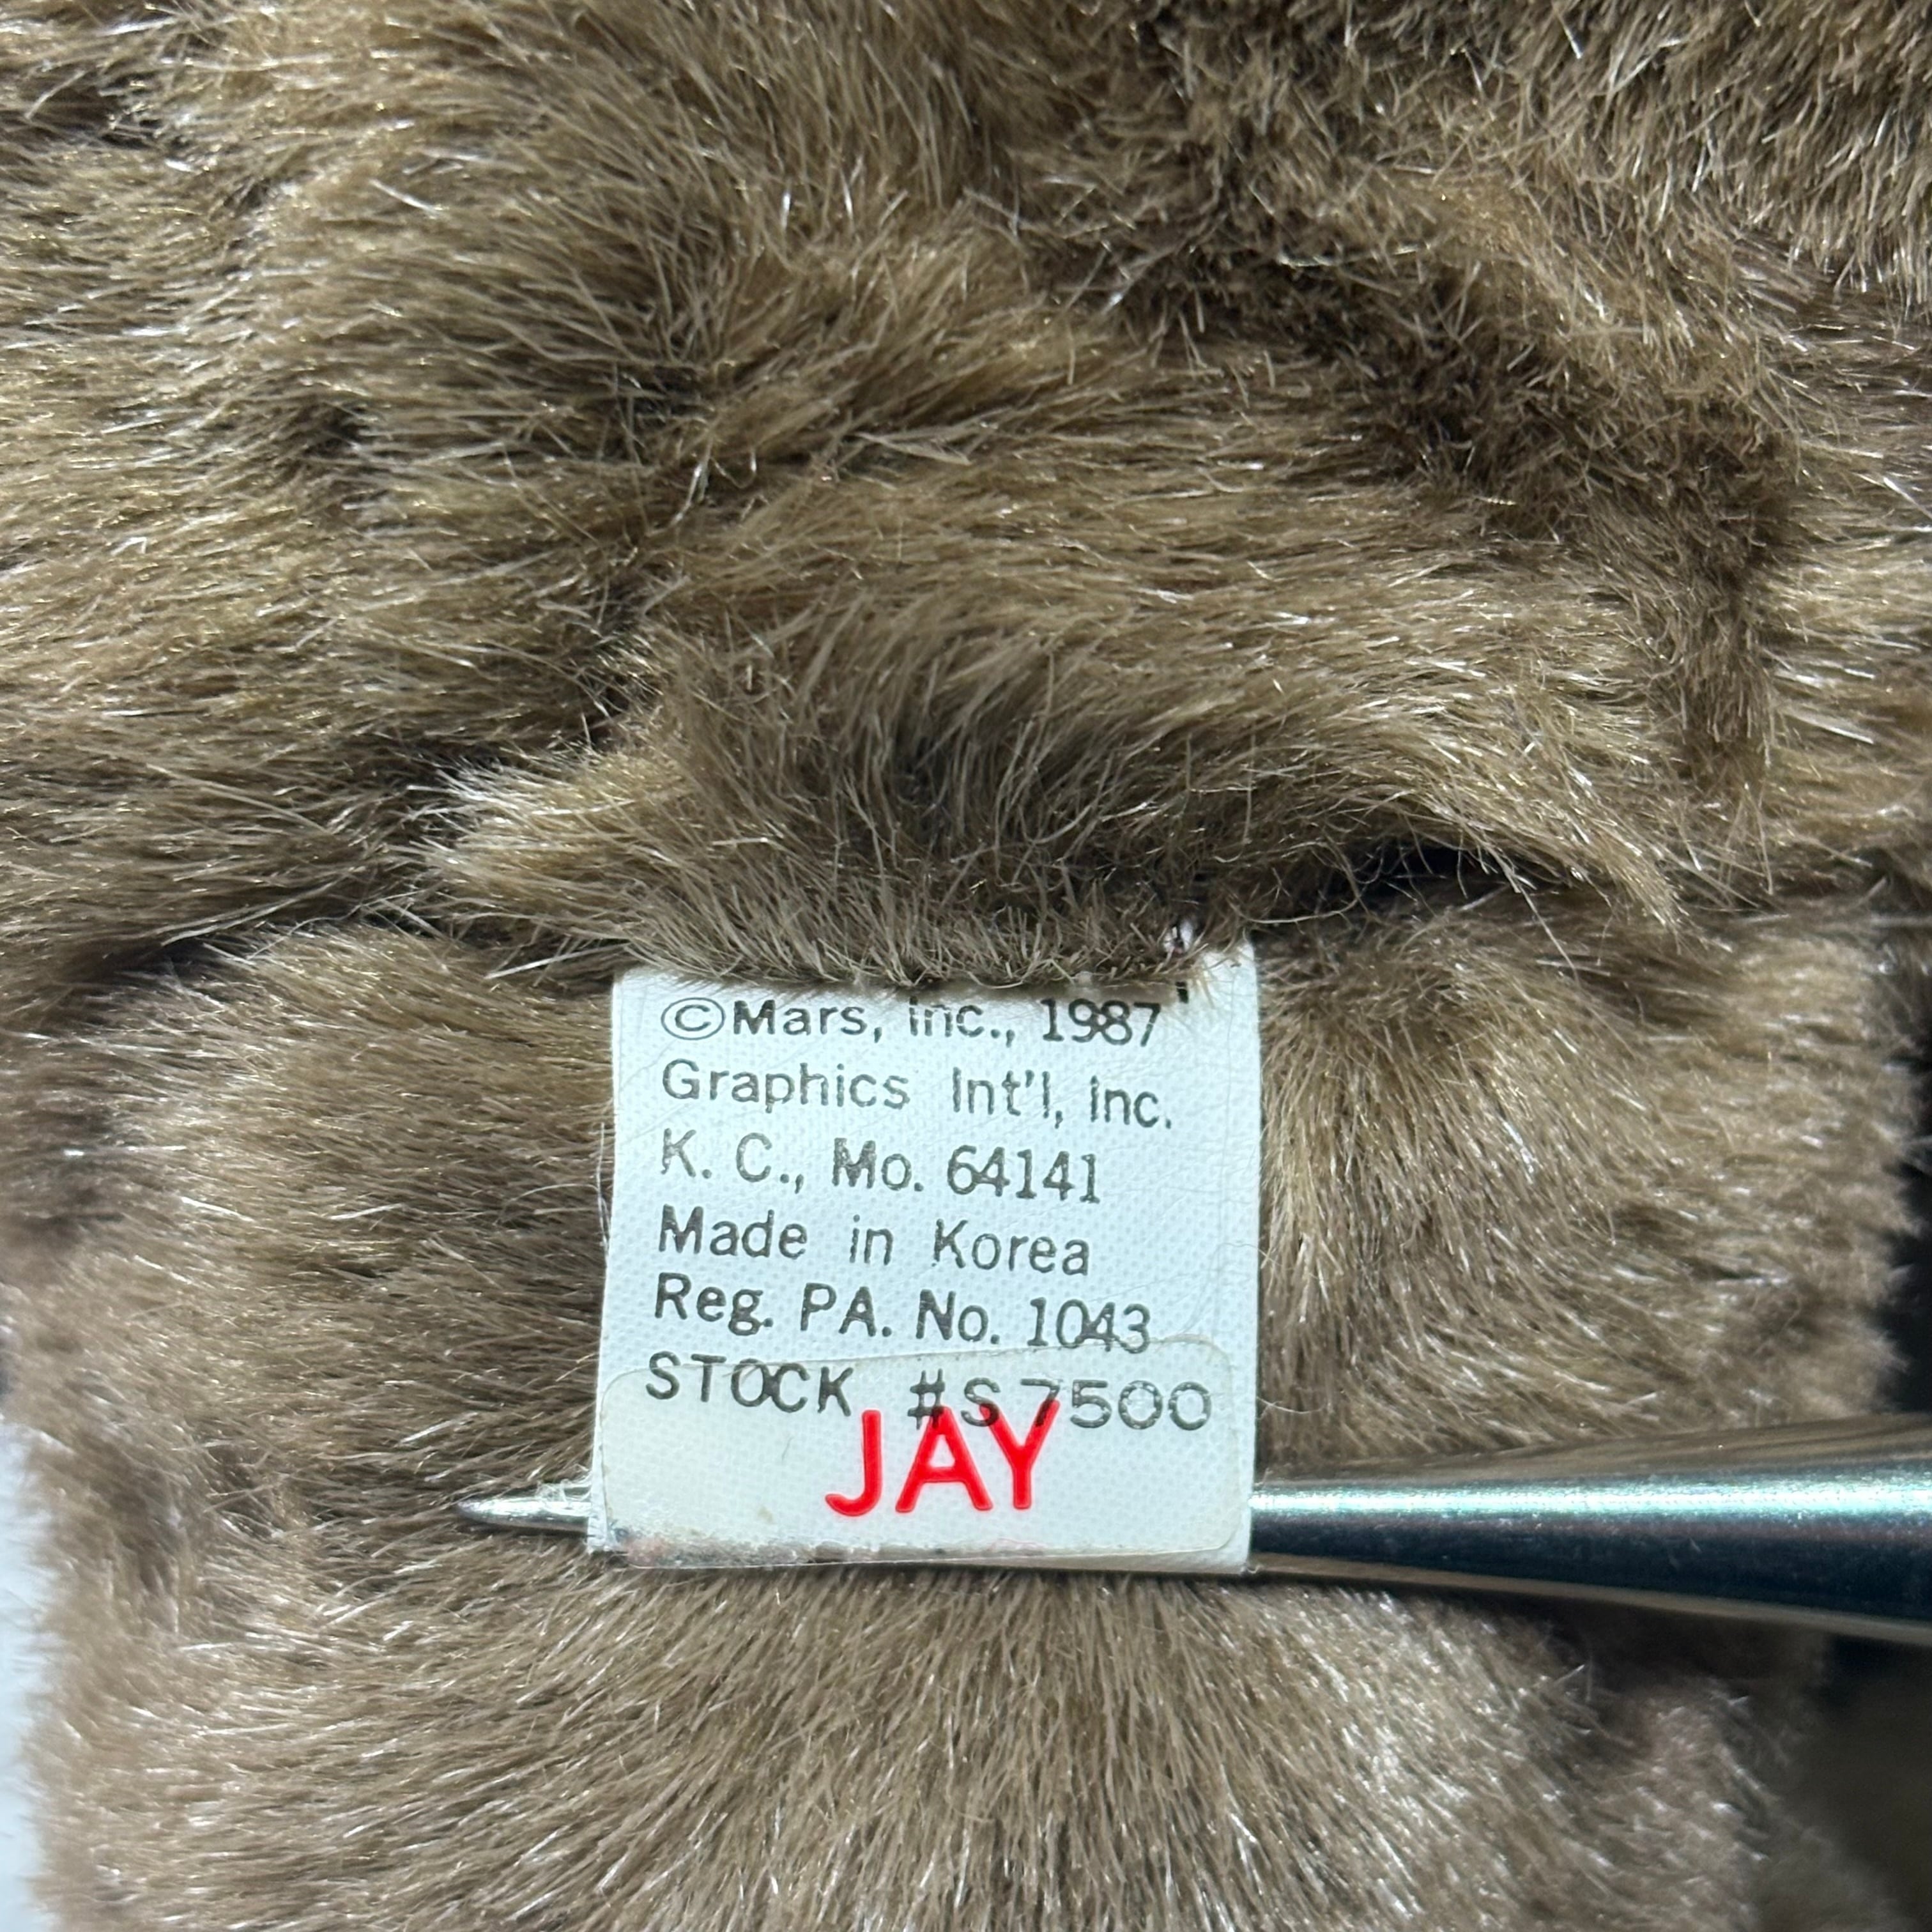 ©Mars, Inc., 1987
Graphics Int'l, Inc.
K. C., Mo. 64141
Made in Korea
Reg. PA. No. 1043
STOCK #S7500
JAY